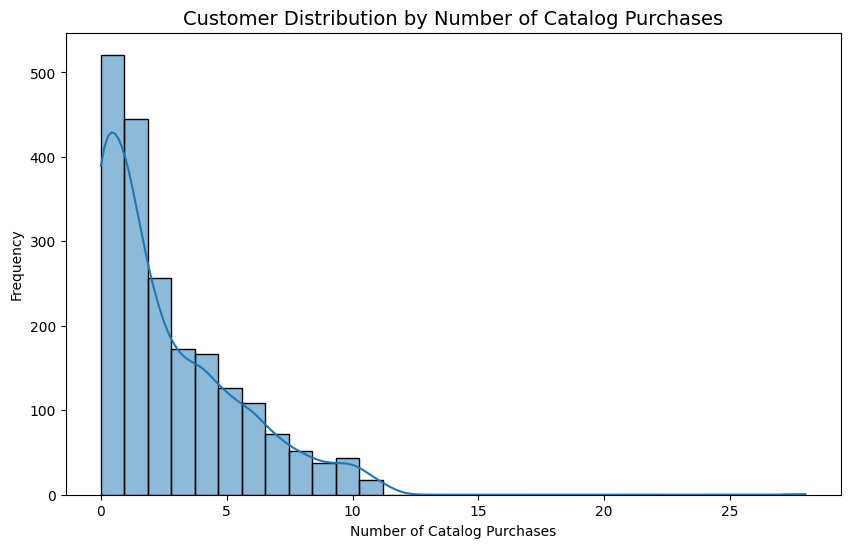 Customer Distribution by Number of Catalog Purchases
500
400
300
200
100
0
Frequency
0 5 10 15 20 25
Number of Catalog Purchases